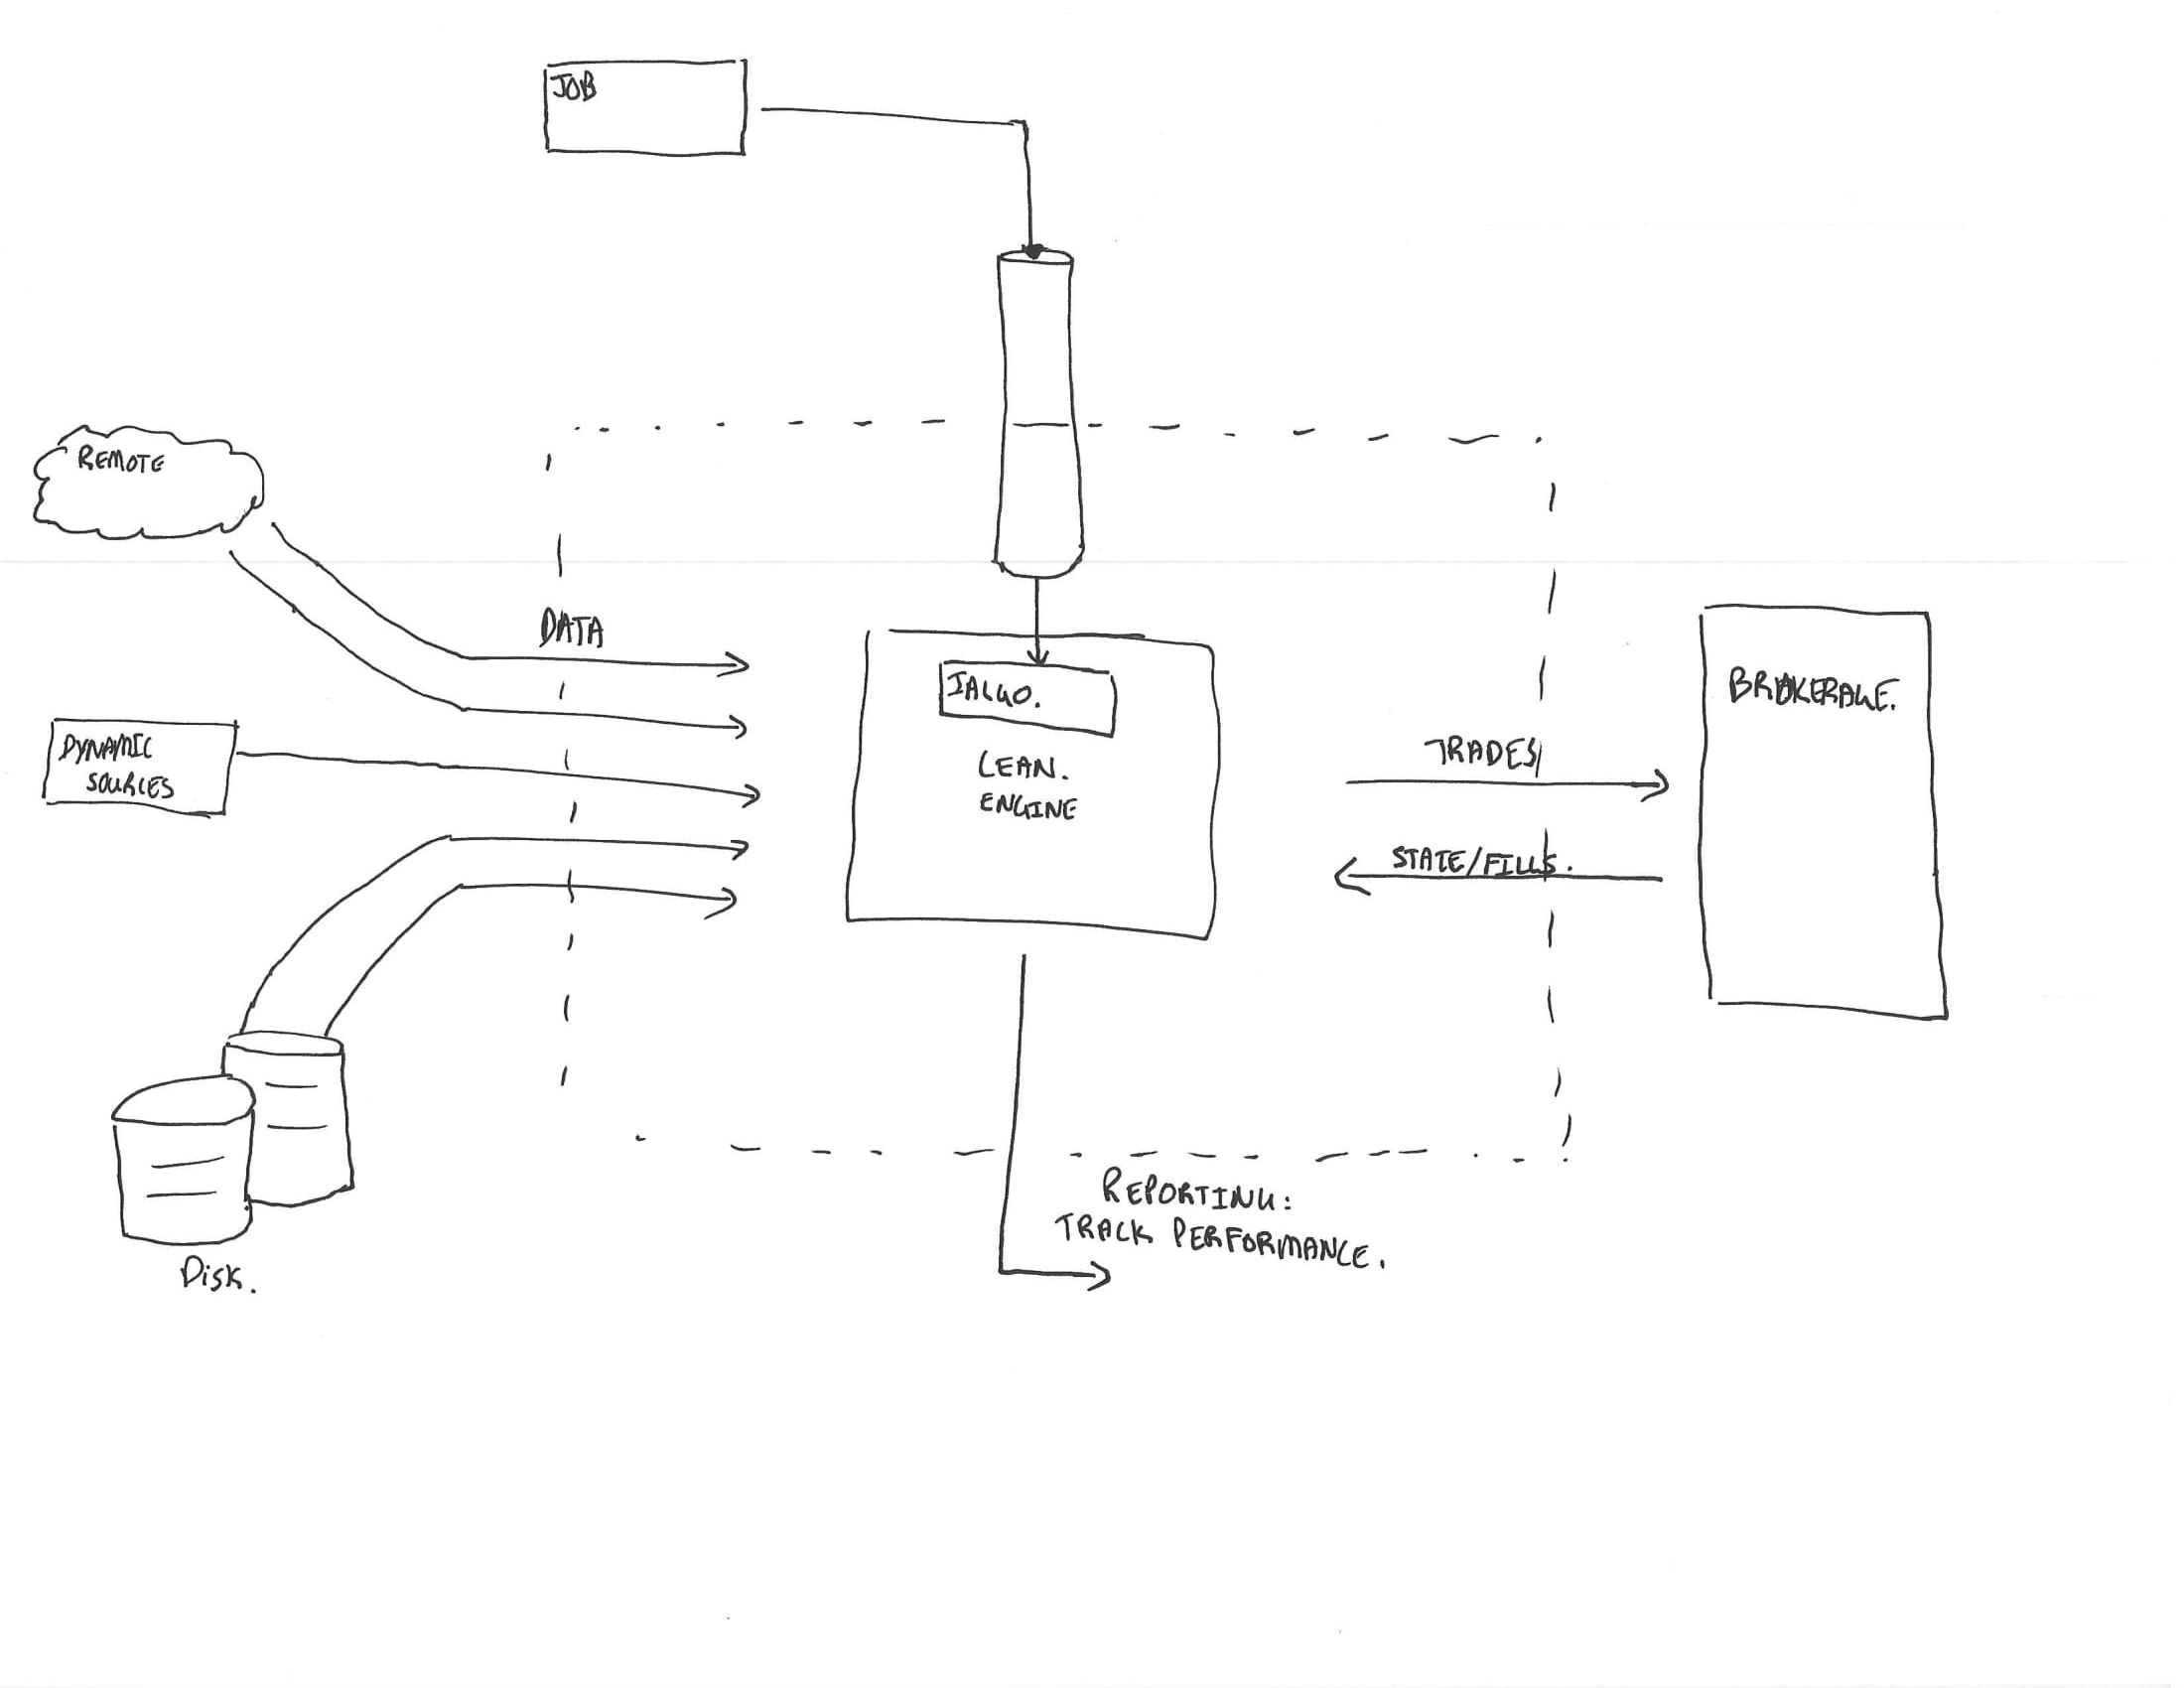 JOB
REMOTE
DATA
DYNAMIC
SOURCES
IALGO.
LEAN.
ENGINE
BROKERAGE.
TRADES
STATE/FILLS.
REPORTING:
TRACK PERFORMANCE.
Disk.